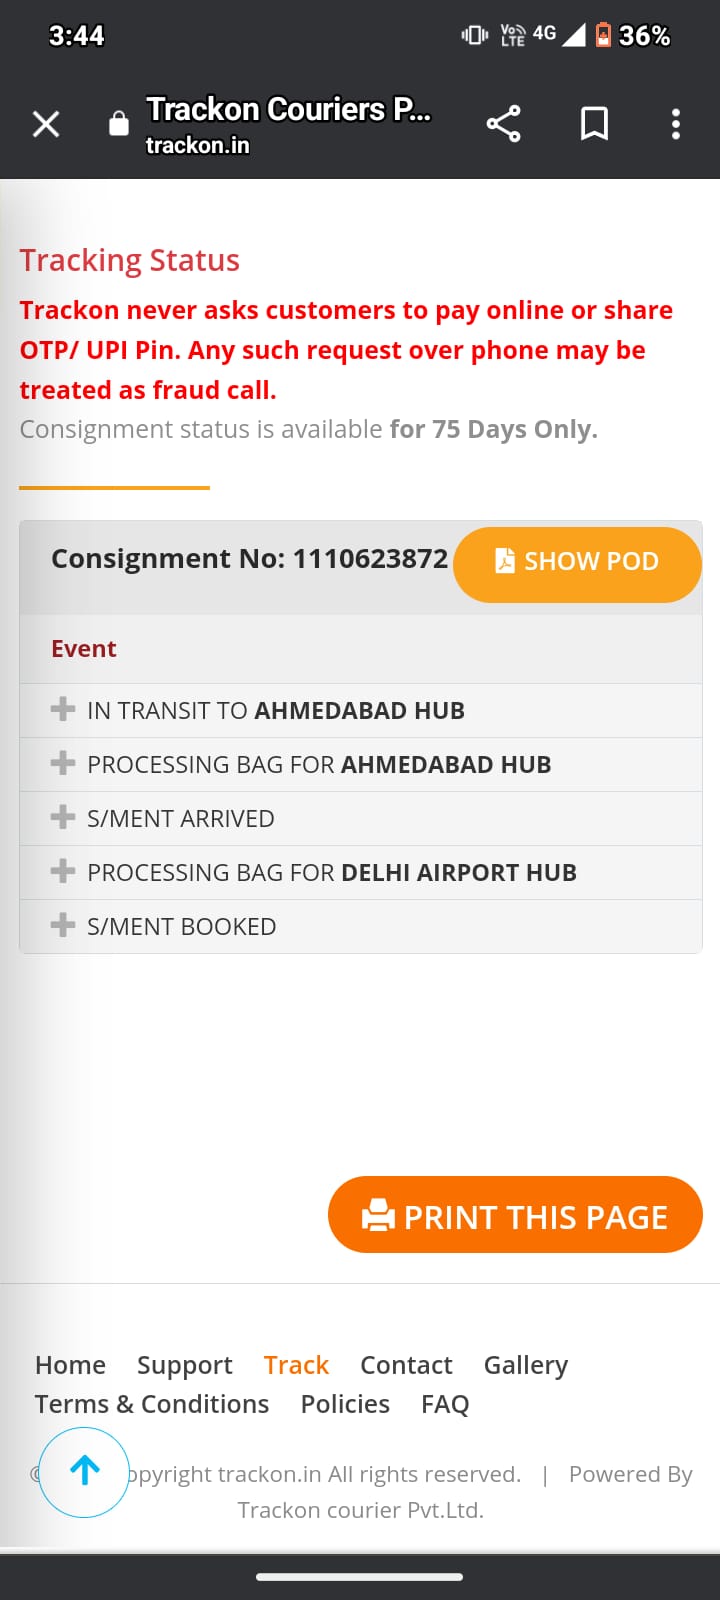 3:44
Vo LTE 4G 36%
Trackon Couriers P...
trackon.in
Tracking Status
Trackon never asks customers to pay online or share
OTP/ UPI Pin. Any such request over phone may be
treated as fraud call.
Consignment status is available for 75 Days Only.
Consignment No: 1110623872 SHOW POD
Event
IN TRANSIT TO AHMEDABAD HUB
PROCESSING BAG FOR AHMEDABAD HUB
S/MENT ARRIVED
PROCESSING BAG FOR DELHI AIRPORT HUB
S/MENT BOOKED
PRINT THIS PAGE
Home Support Track Contact Gallery
Terms & Conditions Policies FAQ
opyright trackon.in All rights reserved. | Powered By
Trackon courier Pvt.Ltd.